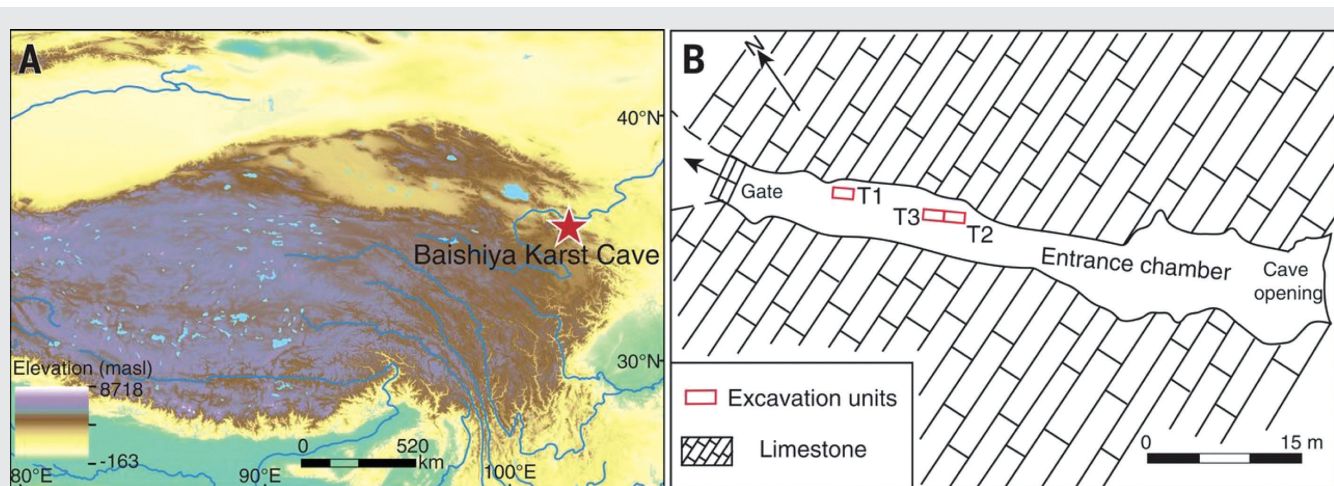 A
40°N
Baishiya Karst Cave
30°N
Elevation (masl)
8718
-163
0 520
km
80°E 90°E 100°E
B
N
Gate
T1
T3
T2
Entrance chamber
Cave
opening
Excavation units
Limestone
0 15 m